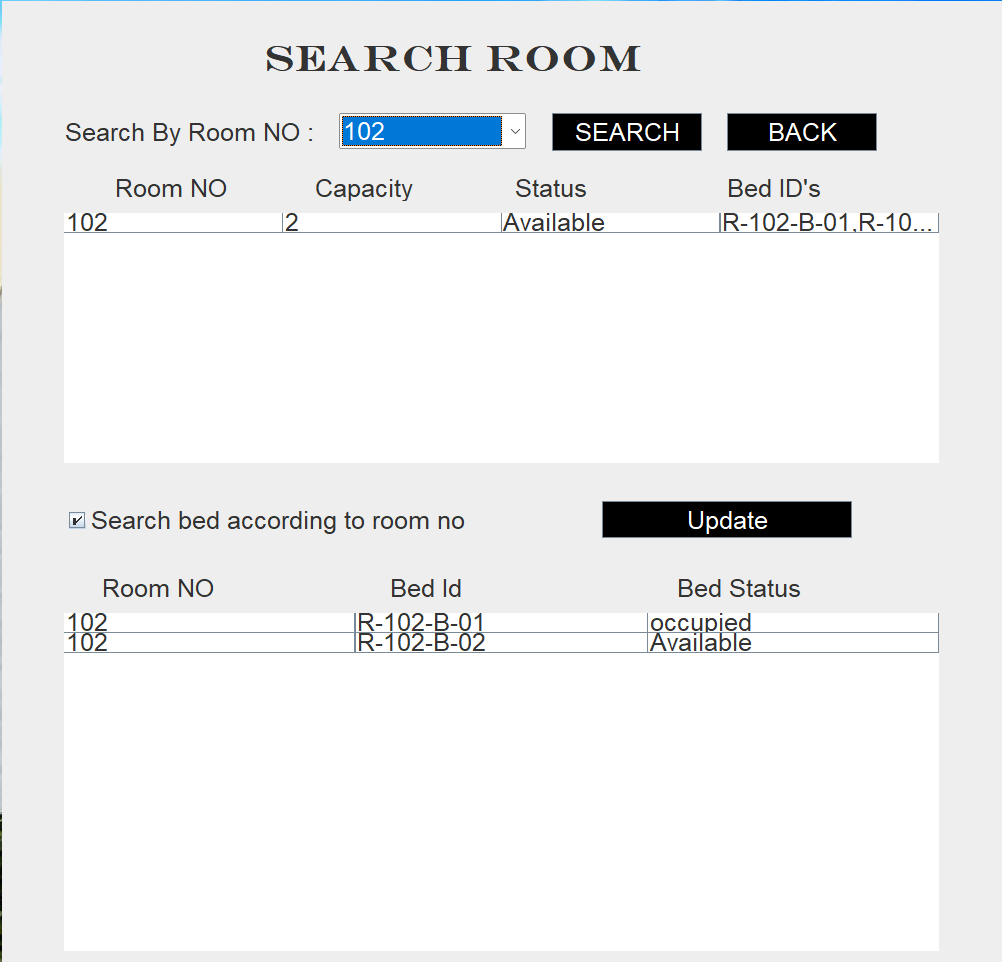 SEARCH ROOM
Search By Room NO : 102 SEARCH BACK
Room NO Capacity Status Bed ID's
102 2 Available R-102-B-01,R-10...
Search bed according to room no Update
Room NO Bed Id Bed Status
102 R-102-B-01 occupied
102 R-102-B-02 Available